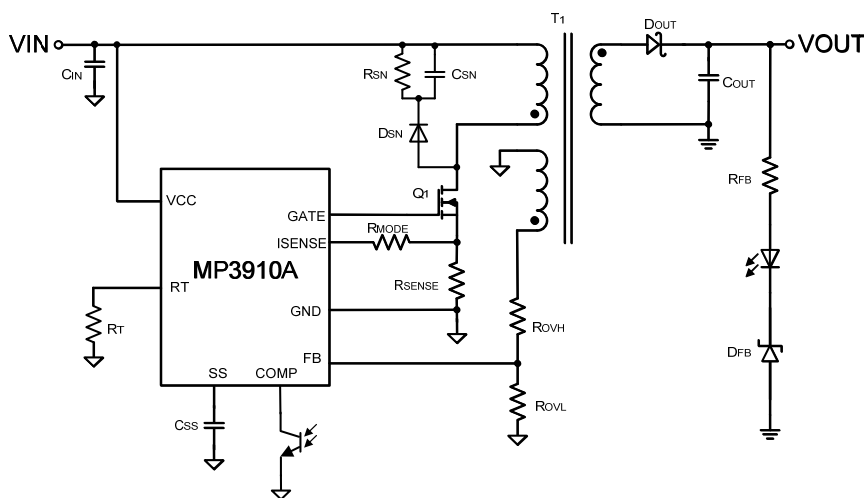 T1
DOUT
VIN
VOUT
CIN
RSN
CSN
COUT
DSN
Q1
RFB
VCC
GATE
RMODE
ISENSE
MP3910A
RT
RSENSE
GND
ROVH
RT
FB
DFB
SS
COMP
ROVL
CSS